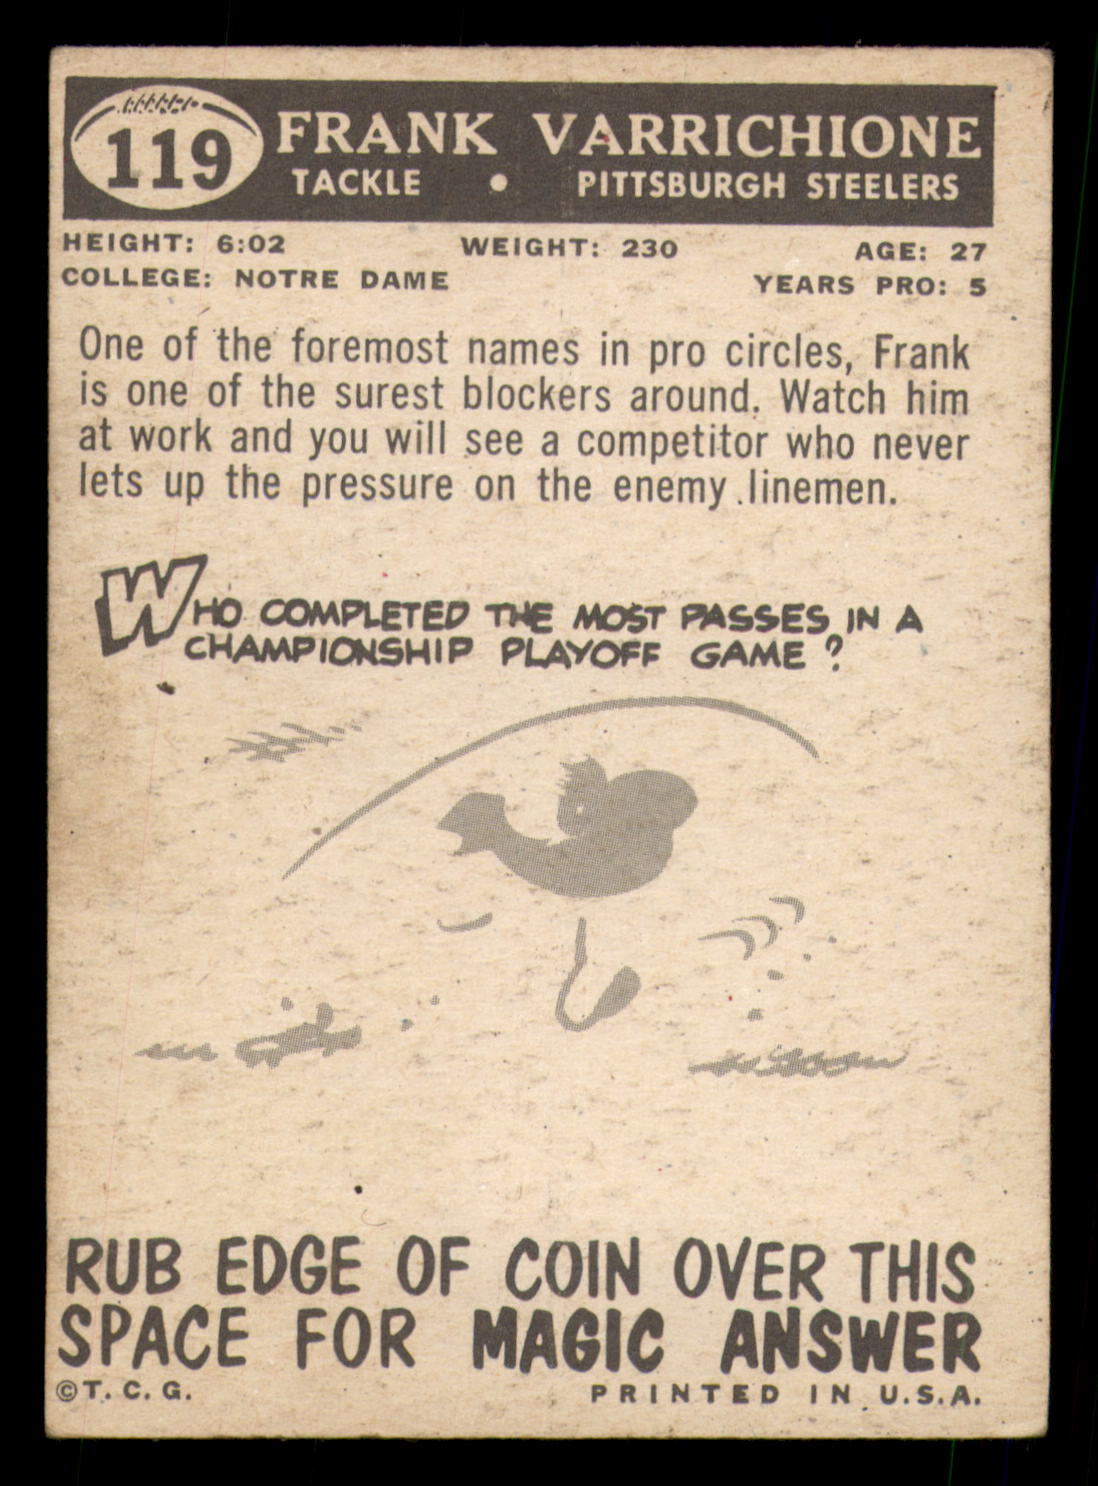 119
FRANK VARRICHIONE
TACKLE • PITTSBURGH STEELERS
HEIGHT: 6:02 WEIGHT: 230 AGE: 27
COLLEGE: NOTRE DAME YEARS PRO: 5
One of the foremost names in pro circles, Frank
is one of the surest blockers around. Watch him
at work and you will see a competitor who never
lets up the pressure on the enemy linemen.
WHO COMPLETED THE MOST PASSES IN A
CHAMPIONSHIP PLAYOFF GAME?
RUB EDGE OF COIN OVER THIS
SPACE FOR MAGIC ANSWER
©T. C. G. PRINTED IN U.S.A.